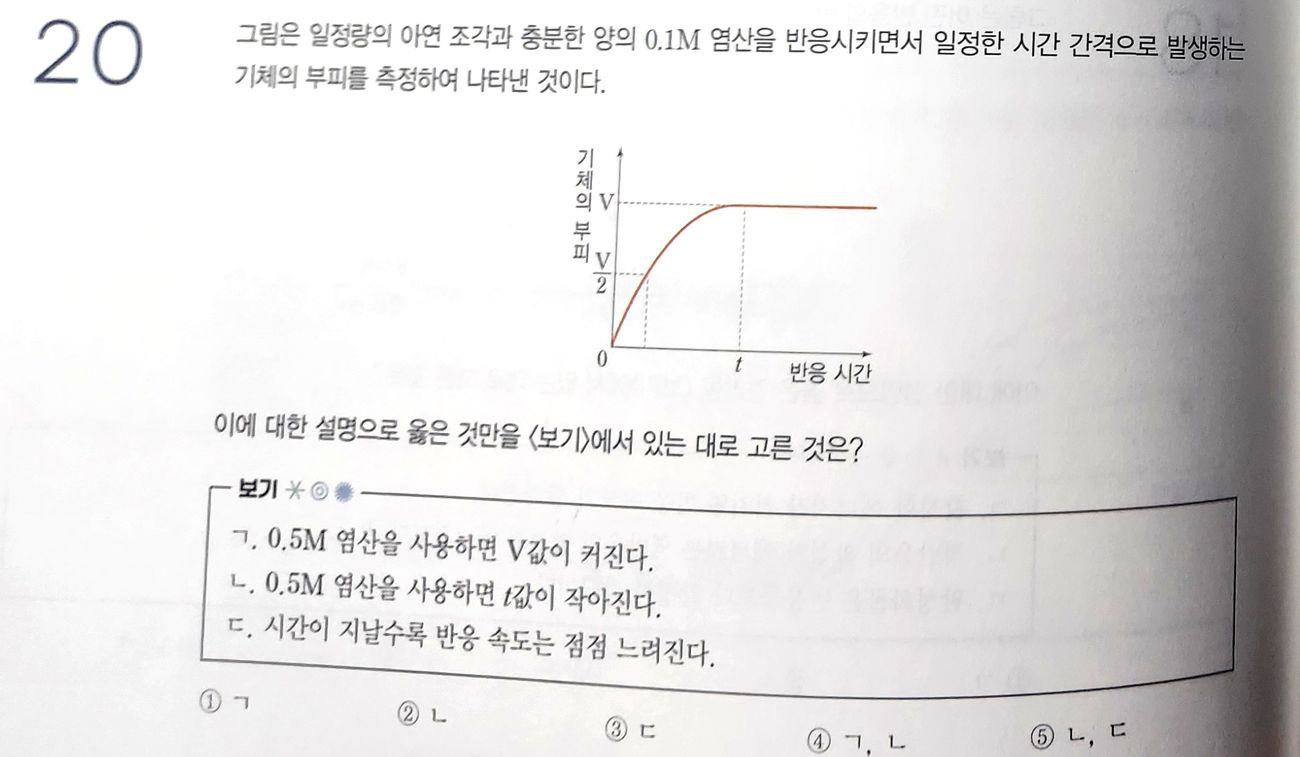 20
그림은 일정량의 아연 조각과 충분한 양의 0.1M 염산을 반응시키면서 일정한 시간 간격으로 발생하는
기체의 부피를 측정하여 나타낸 것이다.
기체의 부피
V
V/2
0
t
반응 시간
이에 대한 설명으로 옳은 것만을 <보기>에서 있는 대로 고른 것은?
보기
ㄱ. 0.5M 염산을 사용하면 V값이 커진다.
ㄴ. 0.5M 염산을 사용하면 t값이 작아진다.
ㄷ. 시간이 지날수록 반응 속도는 점점 느려진다.
① ㄱ ② ㄴ ③ ㄷ ④ ㄱ, ㄴ ⑤ ㄴ, ㄷ